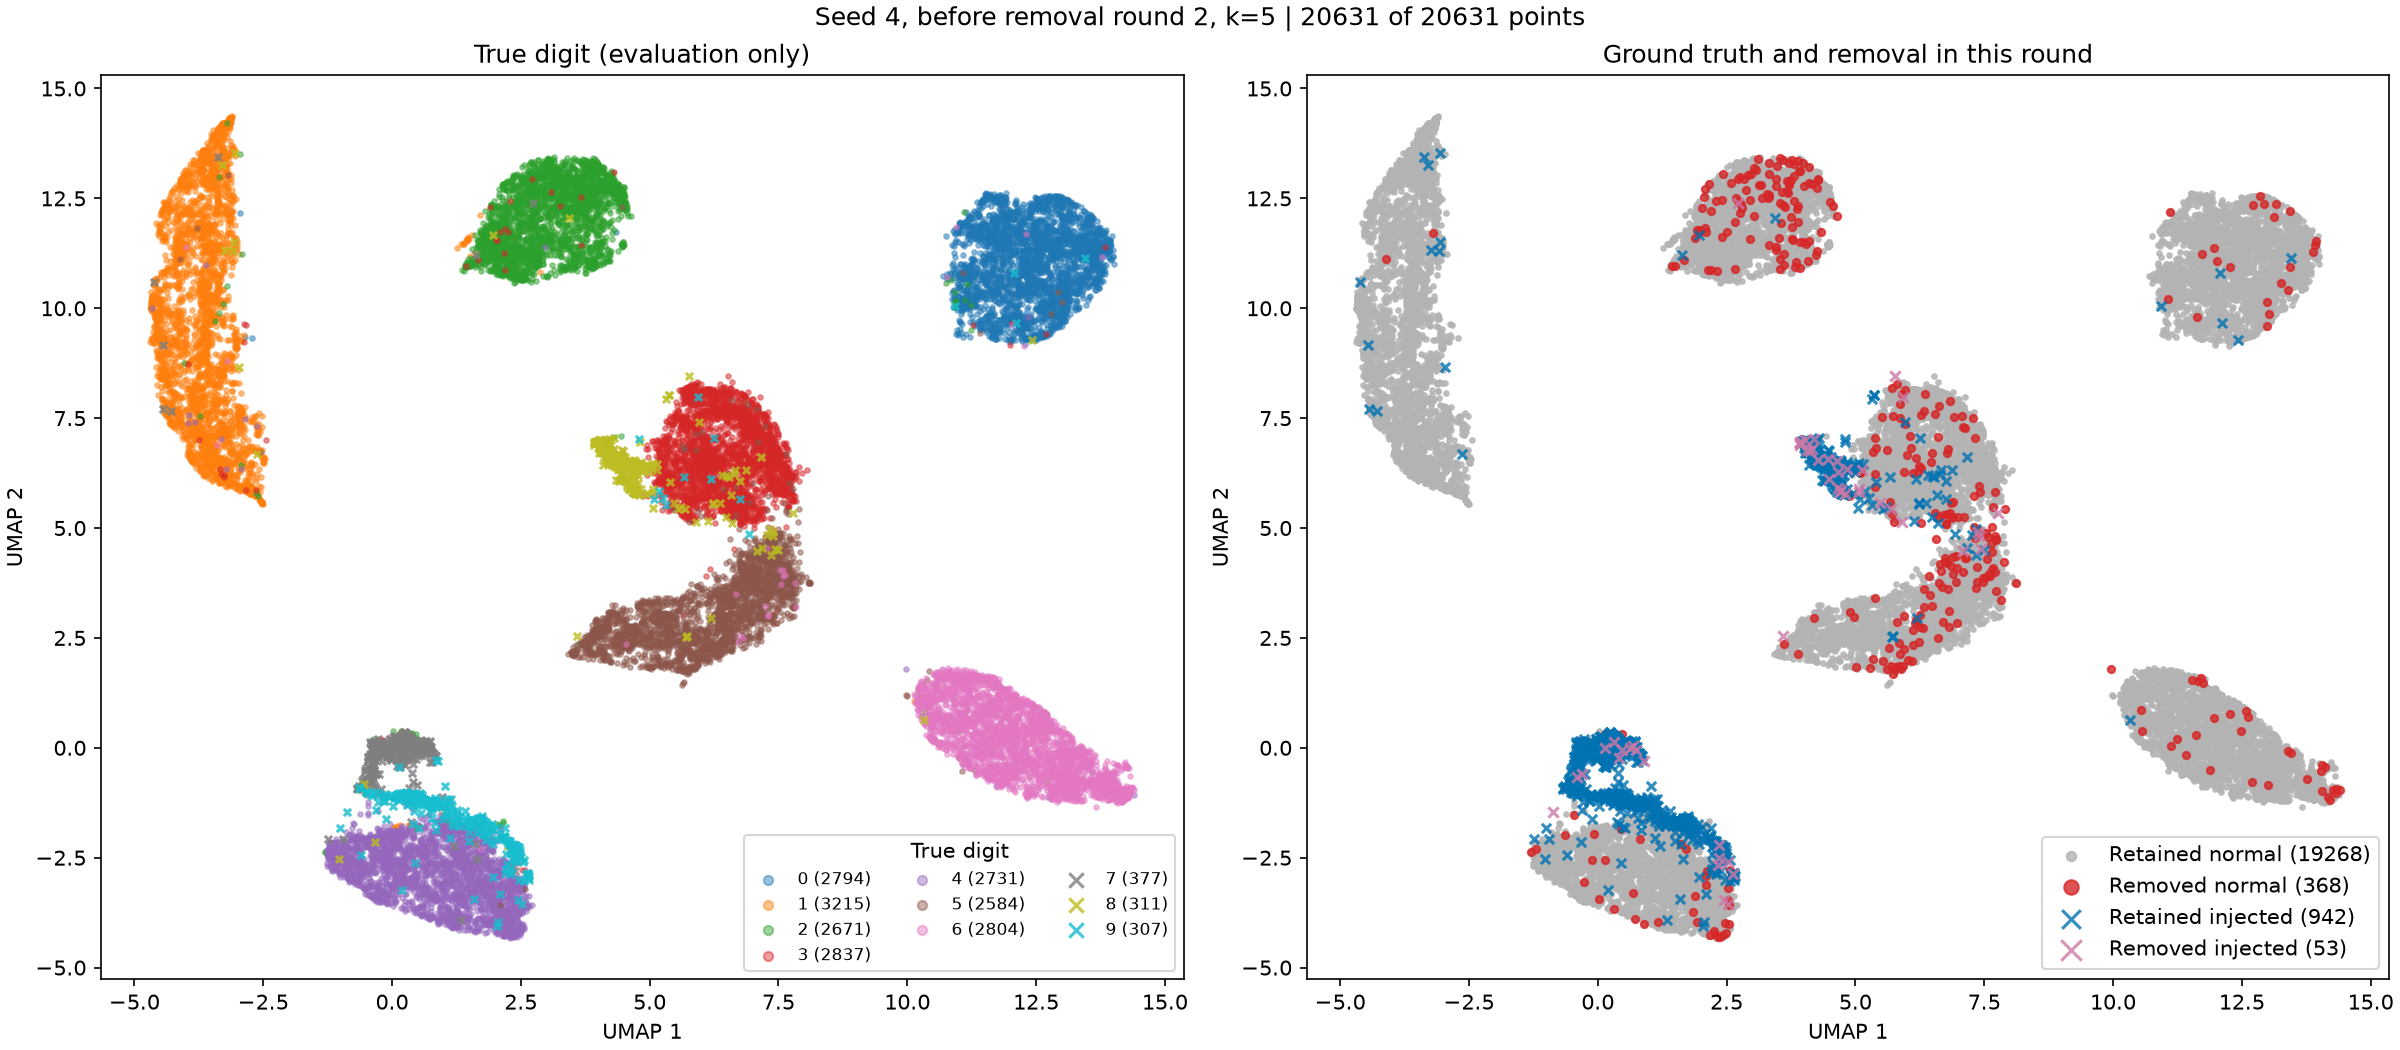 Seed 4, before removal round 2, k=5 | 20631 of 20631 points
True digit (evaluation only)
UMAP 2
15.0
12.5
10.0
7.5
5.0
2.5
0.0
−2.5
−5.0
−5.0 −2.5 0.0 2.5 5.0 7.5 10.0 12.5 15.0
UMAP 1
True digit
0 (2794) 4 (2731) 7 (377)
1 (3215) 5 (2584) 8 (311)
2 (2671) 6 (2804) 9 (307)
3 (2837)
Ground truth and removal in this round
UMAP 2
15.0
12.5
10.0
7.5
5.0
2.5
0.0
−2.5
−5.0
−5.0 −2.5 0.0 2.5 5.0 7.5 10.0 12.5 15.0
UMAP 1
Retained normal (19268)
Removed normal (368)
Retained injected (942)
Removed injected (53)